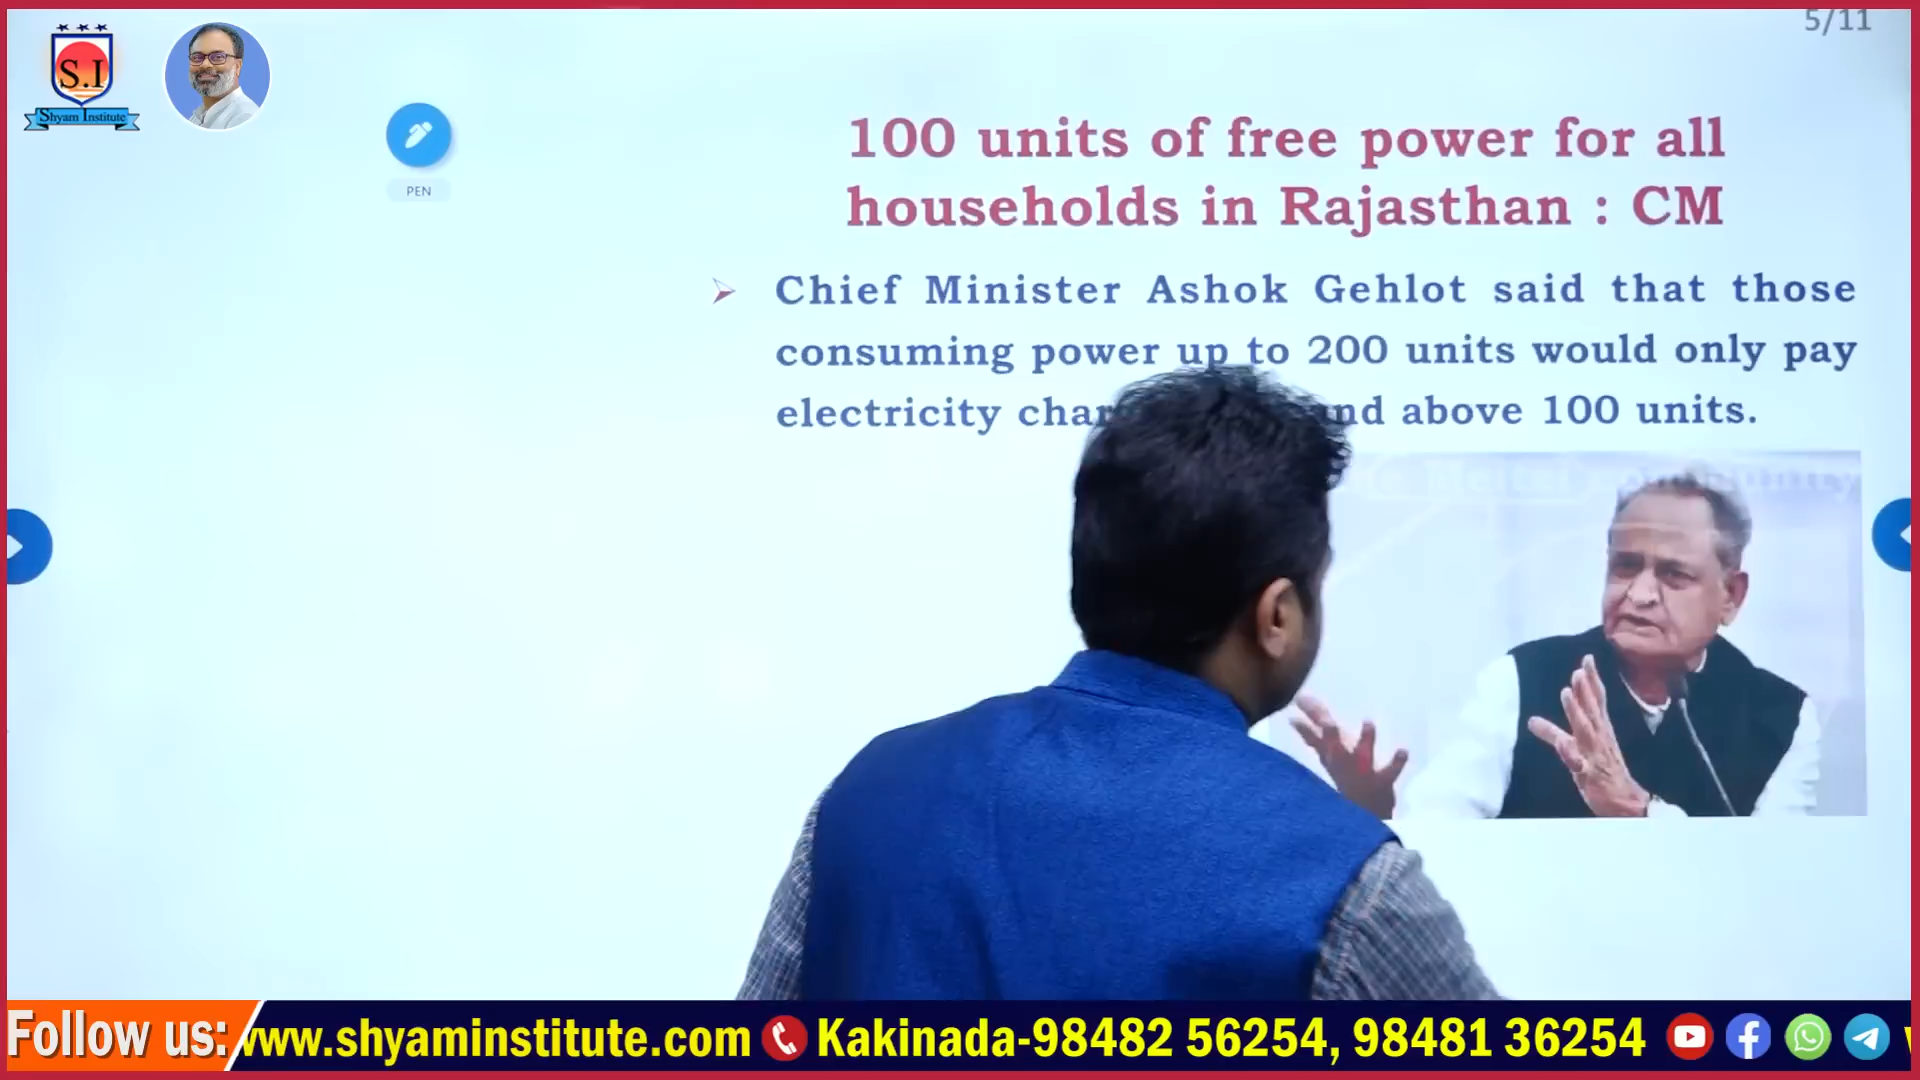 5/11
S.I
Shyam Institute
PEN
100 units of free power for all
households in Rajasthan : CM
Chief Minister Ashok Gehlot said that those
consuming power up to 200 units would only pay
electricity above 100 units.
Follow us: www.shyaminstitute.com Kakinada-98482 56254, 98481 36254